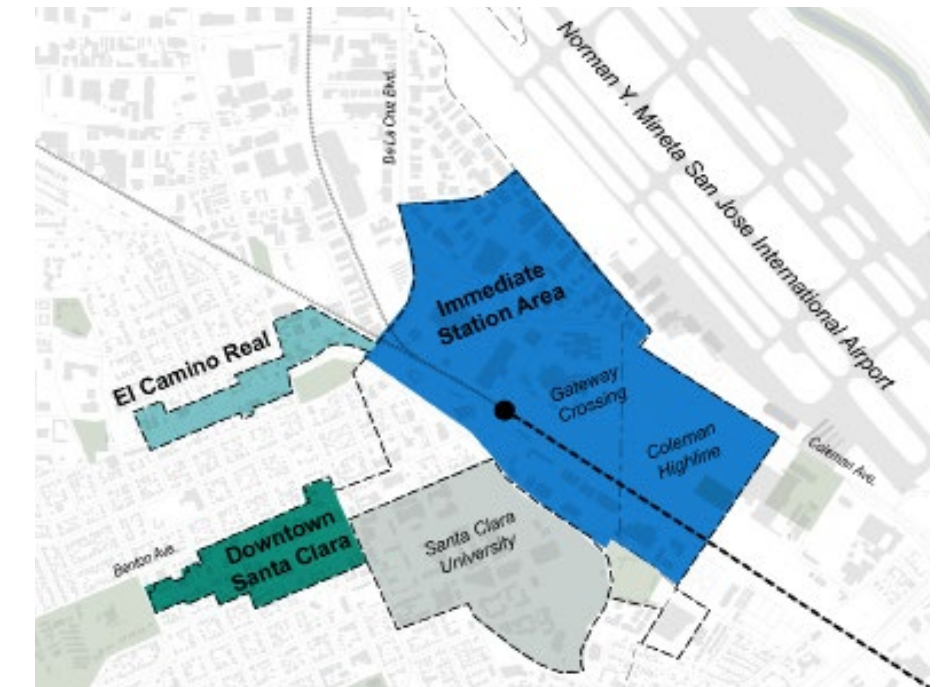 Norman Y. Mineta San Jose International Airport
De La Cruz Blvd.
Immediate
Station Area
El Camino Real
Gateway
Crossing
Coleman
Highline
Coleman Ave.
Santa Clara
University
Downtown
Santa Clara
Benton Ave.